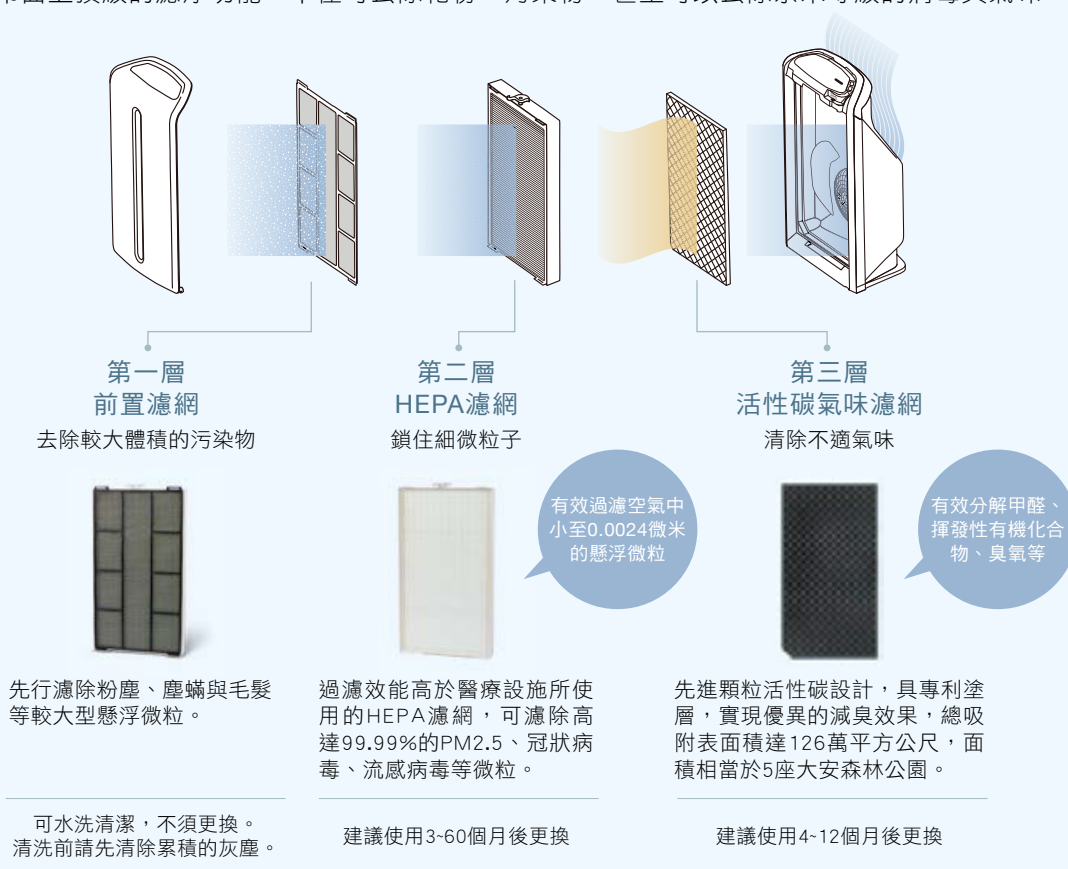 第一層
前置濾網
去除較大體積的污染物
第二層
HEPA濾網
鎖住細微粒子
第三層
活性碳氣味濾網
清除不適氣味
有效過濾空氣中
小至0.0024微米
的懸浮微粒
有效分解甲醛、
揮發性有機化合
物、臭氧等
先行濾除粉塵、塵蟎與毛髮
等較大型懸浮微粒。
過濾效能高於醫療設施所使
用的HEPA濾網，可濾除高
達99.99%的PM2.5、冠狀病
毒、流感病毒等微粒。
先進顆粒活性碳設計，具專利塗
層，實現優異的減臭效果，總吸
附表面積達126萬平方公尺，面
積相當於5座大安森林公園。
可水洗清潔，不須更換。
清洗前請先清除累積的灰塵。
建議使用3~60個月後更換
建議使用4~12個月後更換